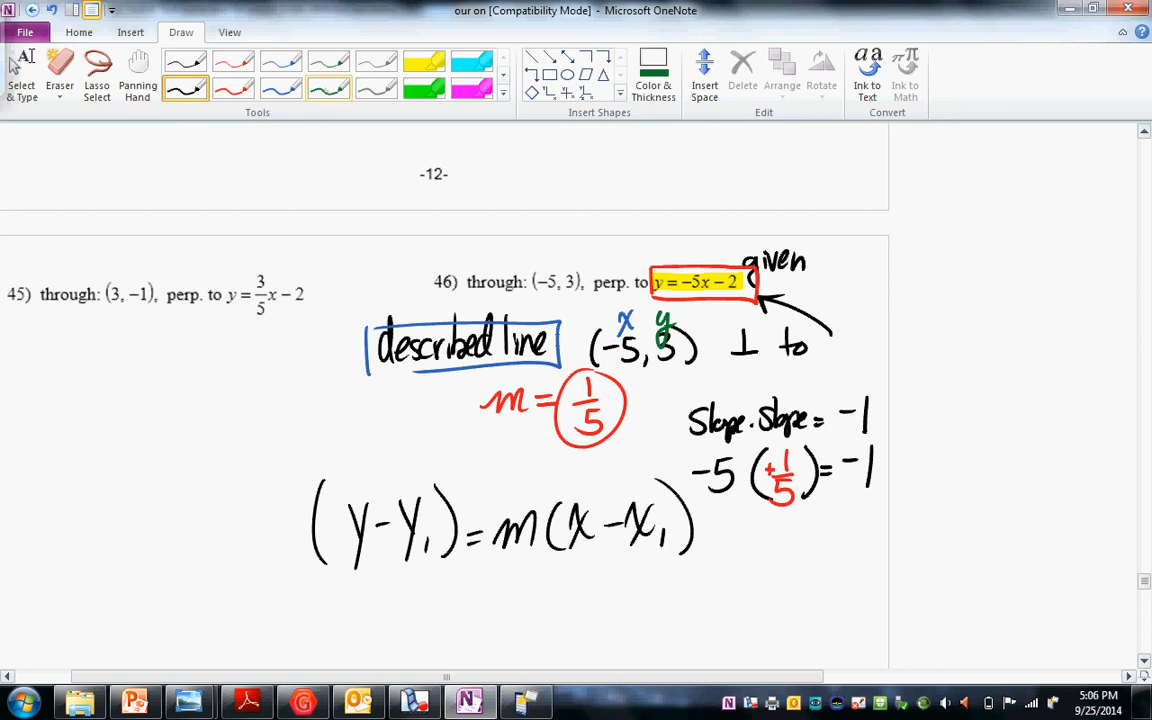 our on [Compatibility Mode] - Microsoft OneNote
File Home Insert Draw View
Select & Type Eraser Lasso Select Panning Hand Color & Thickness Insert Space Delete Arrange Rotate Ink to Text Ink to Math
Tools Insert Shapes Edit Convert
-12-
45) through: (3, −1), perp. to y = 3/5 x − 2
46) through: (−5, 3), perp. to y = −5x − 2
given
x y
described line (-5, 3) ⊥ to
m = 1/5
Slope · Slope = -1
-5 (+1/5) = -1
(y - y₁) = m(x - x₁)
5:06 PM
9/25/2014